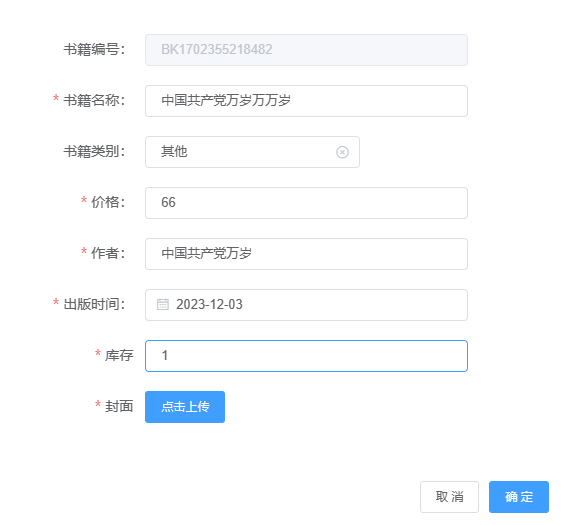 书籍编号： BK1702355218482
* 书籍名称： 中国共产党万岁万万岁
书籍类别： 其他
* 价格： 66
* 作者： 中国共产党万岁
* 出版时间： 2023-12-03
* 库存 1
* 封面 点击上传
取 消 确 定